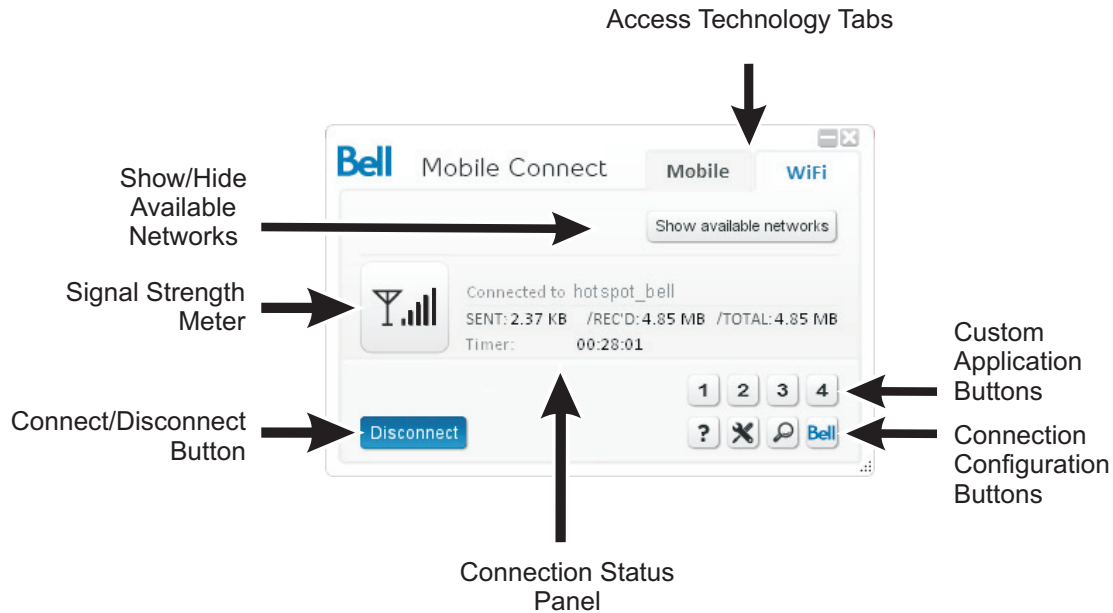 Access Technology Tabs
Bell Mobile Connect
Mobile
WiFi
Show/Hide
Available
Networks
Show available networks
Signal Strength
Meter
Connected to hotspot_bell
SENT: 2.37 KB /REC'D: 4.85 MB /TOTAL: 4.85 MB
Timer: 00:28:01
Custom
Application
Buttons
1 2 3 4
Connect/Disconnect
Button
Disconnect
? Bell
Connection
Configuration
Buttons
Connection Status
Panel